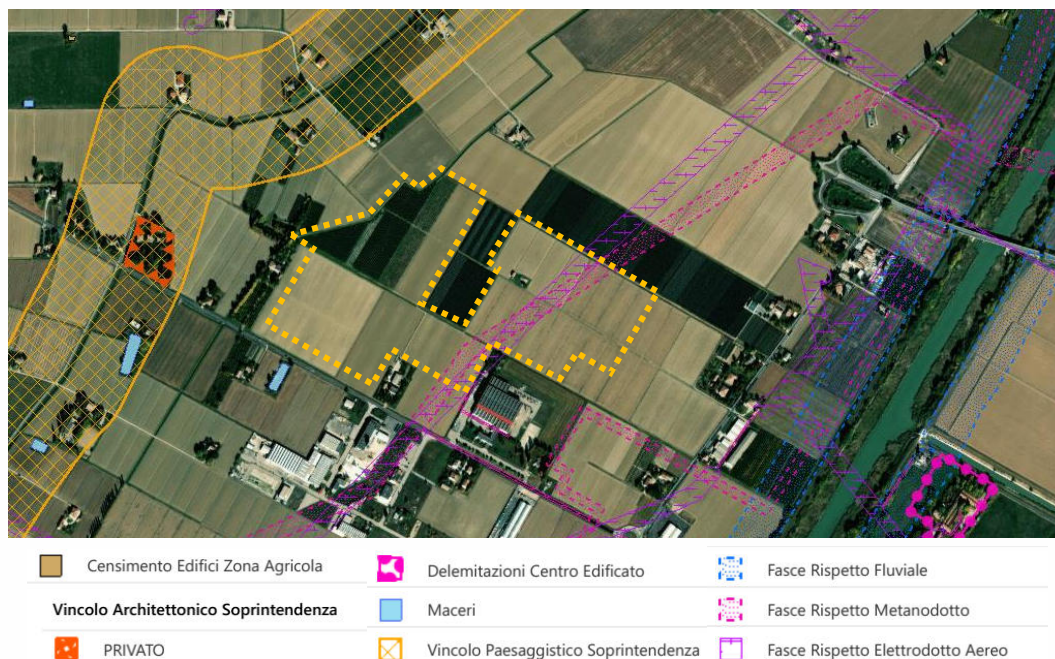 Censimento Edifici Zona Agricola
Delemitazioni Centro Edificato
Fasce Rispetto Fluviale
Vincolo Architettonico Soprintendenza
Maceri
Fasce Rispetto Metanodotto
PRIVATO
Vincolo Paesaggistico Soprintendenza
Fasce Rispetto Elettrodotto Aereo